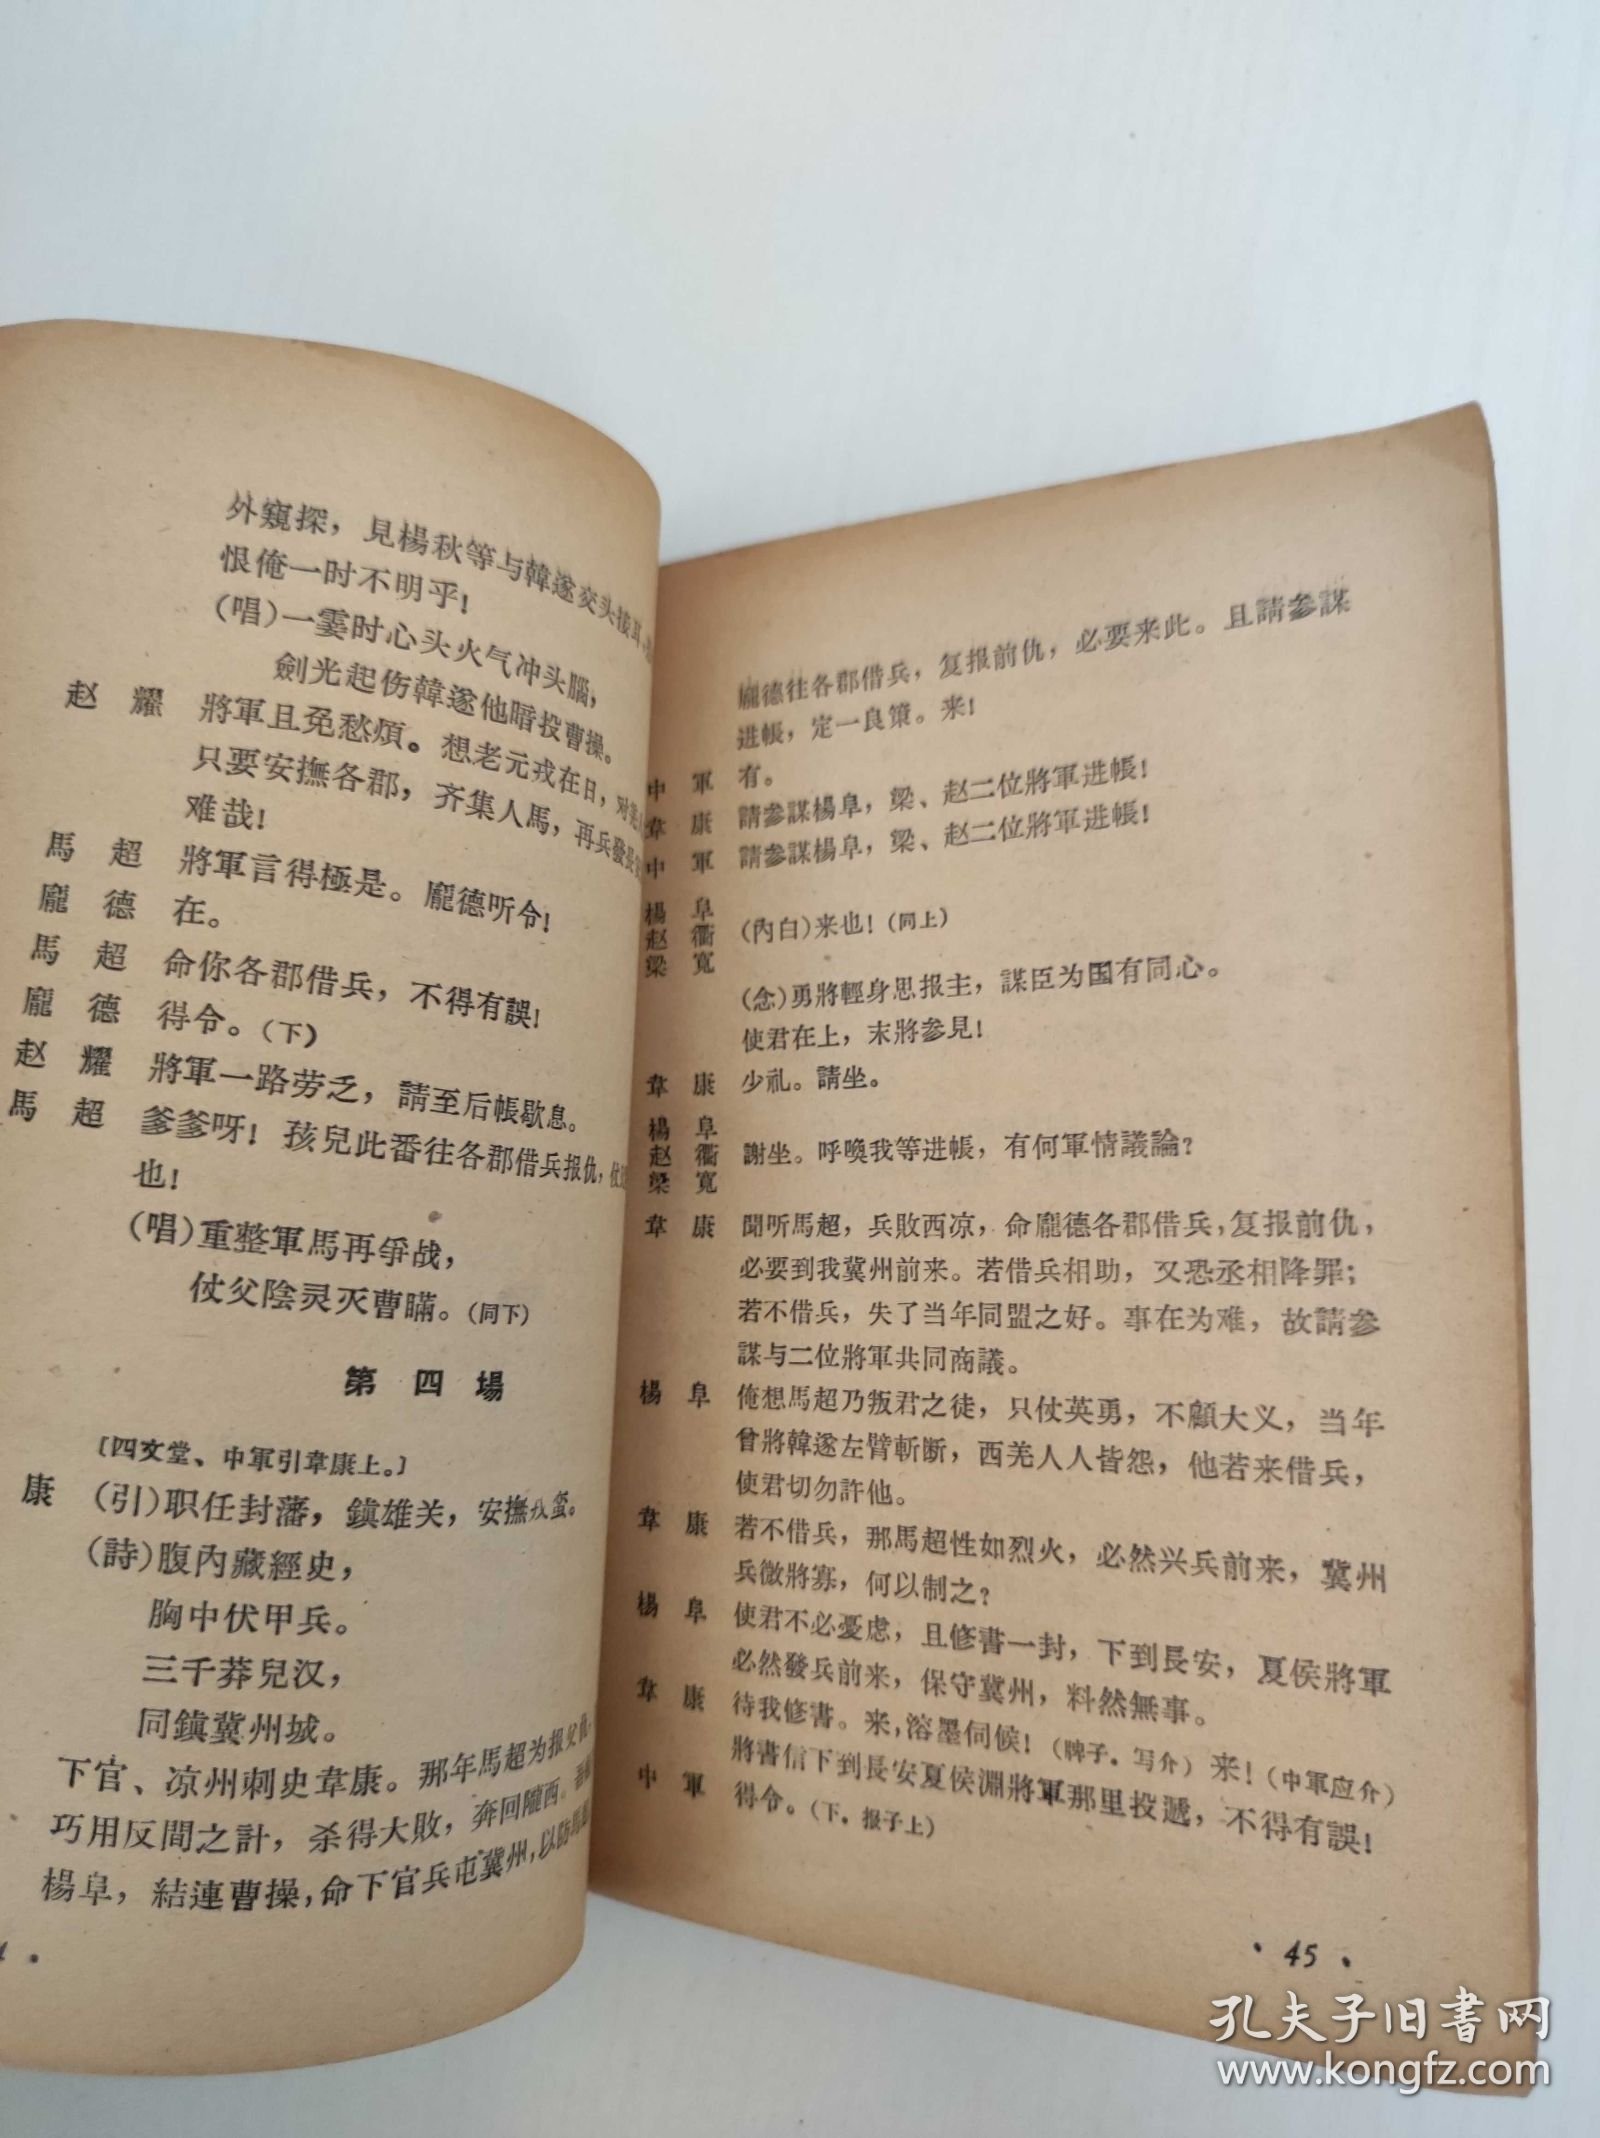 外窺探，見楊秋等与韓遂交头接耳，
恨俺一时不明乎！
（唱）一霎时心头火气冲头腦，
劍光起伤韓遂他暗投曹操。
赵耀 將軍且免愁煩。想老元戎在日，对
只要安撫各郡，齐集人馬，再兵發長
难哉！
馬超 將軍言得極是。龐德听令！
龐德 在。
馬超 命你各郡借兵，不得有誤！
龐德 得令。（下）
赵耀 將軍一路劳乏，請至后帳歇息。
馬超 爹爹呀！孩兒此番往各郡借兵报仇，仗
也！
（唱）重整軍馬再爭战，
仗父陰灵灭曹瞞。（同下）
第四場
〔四文堂、中軍引韋康上。〕
康 （引）职任封藩，鎭雄关，安撫 蛮。
（詩）腹內藏經史，
胸中伏甲兵。
三千莽兒汉，
同鎭冀州城。
下官、凉州刺史韋康。那年馬超为报父仇，
巧用反間之計，杀得大敗，奔回隴西。
楊阜，結連曹操，命下官兵屯冀州，以防馬
龐德往各郡借兵，复报前仇，必要来此。且請参謀
进帳，定一良策。来！
中軍 有。
韋康 請参謀楊阜，梁、赵二位將軍进帳！
中軍 請参謀楊阜，梁、赵二位將軍进帳！
楊阜
赵衢 （內白）来也！（同上）
梁寬
（念）勇將輕身思报主，謀臣为国有同心。
使君在上，末將参見！
韋康 少礼。請坐。
楊阜
赵衢 謝坐。呼喚我等进帳，有何軍情議論？
梁寬
韋康 聞听馬超，兵敗西凉，命龐德各郡借兵，复报前仇，
必要到我冀州前来。若借兵相助，又恐丞相降罪；
若不借兵，失了当年同盟之好。事在为难，故請参
謀与二位將軍共同商議。
楊阜 俺想馬超乃叛君之徒，只仗英勇，不顧大义，当年
曾將韓遂左臂斬断，西羌人人皆怨，他若来借兵，
使君切勿許他。
韋康 若不借兵，那馬超性如烈火，必然兴兵前来，冀州
兵微將寡，何以制之？
楊阜 使君不必憂虑，且修書一封，下到長安，夏侯將軍
必然發兵前来，保守冀州，料然無事。
韋康 待我修書。来，溶墨伺候！（牌子。写介）来！（中軍应介）
將書信下到長安夏侯淵將軍那里投遞，不得有誤！
中軍 得令。（下。报子上）
· 45 ·
孔夫子旧書网
www.kongfz.com